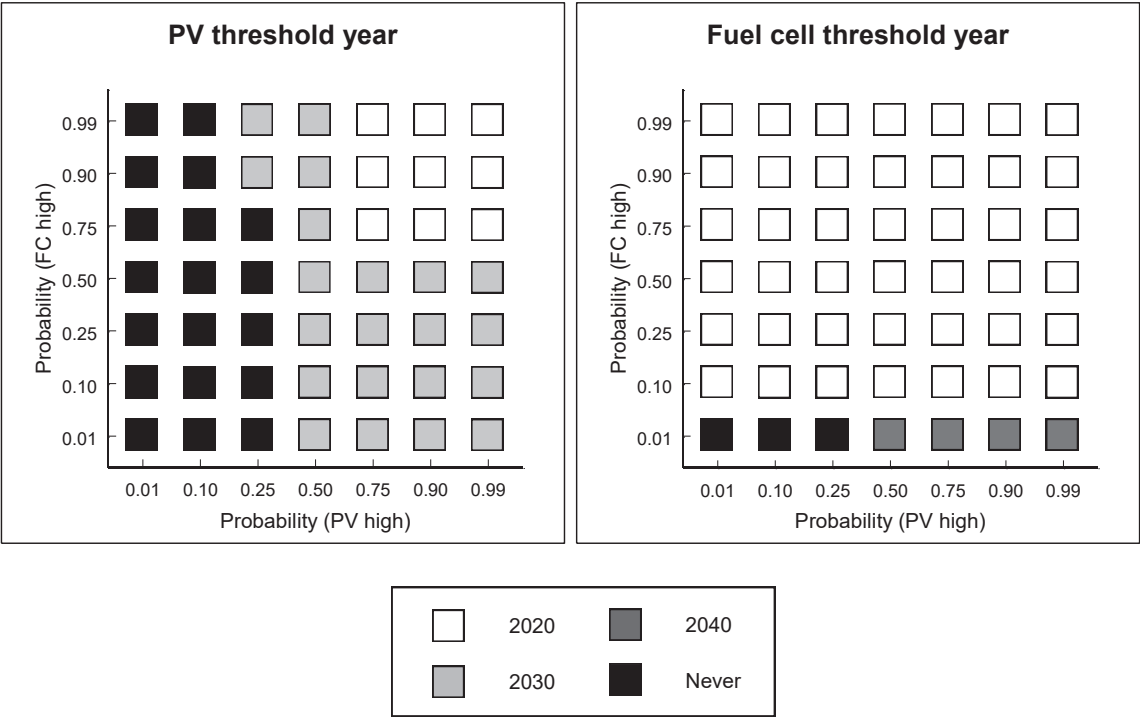 PV threshold year
Probability (FC high)
0.99
0.90
0.75
0.50
0.25
0.10
0.01
0.01 0.10 0.25 0.50 0.75 0.90 0.99
Probability (PV high)
Fuel cell threshold year
Probability (FC high)
0.99
0.90
0.75
0.50
0.25
0.10
0.01
0.01 0.10 0.25 0.50 0.75 0.90 0.99
Probability (PV high)
2020 2040
2030 Never